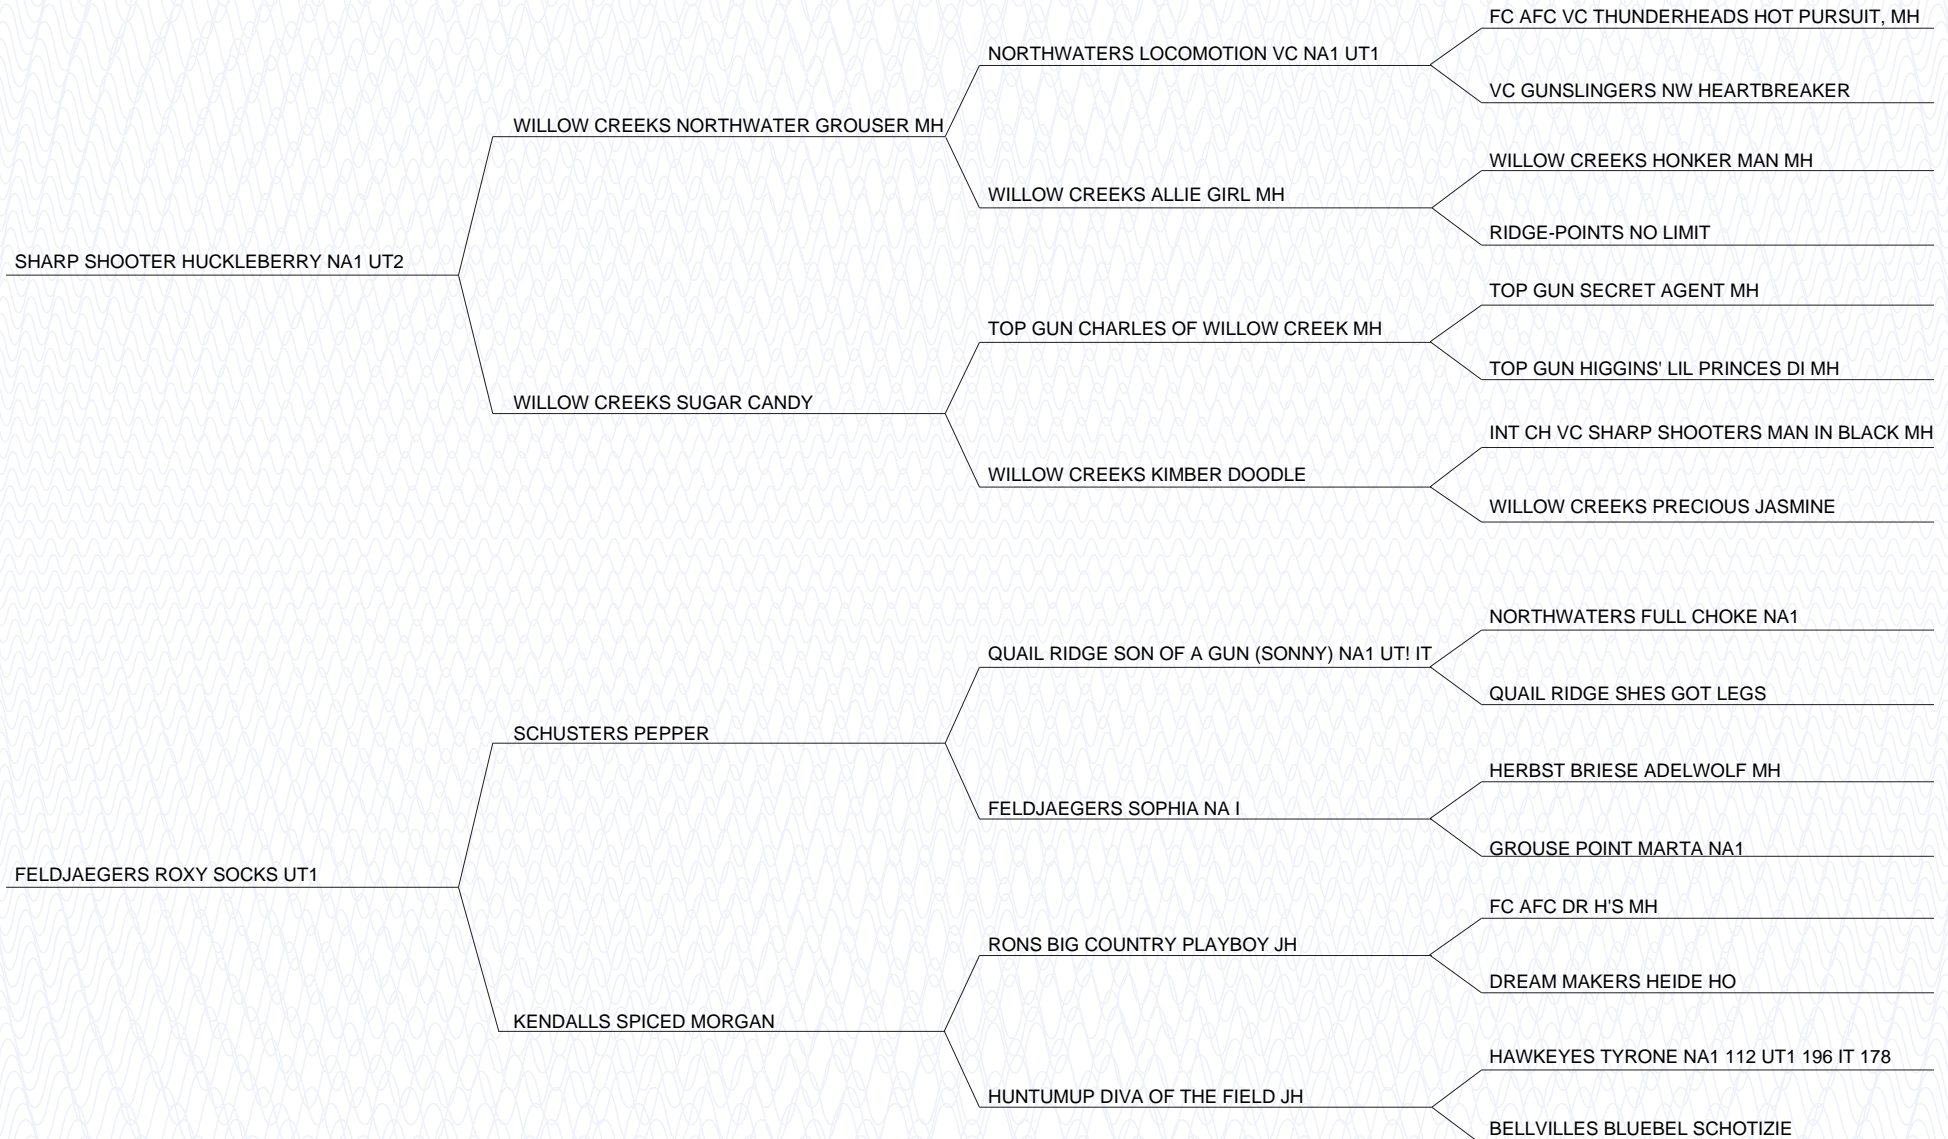 FC AFC VC THUNDERHEADS HOT PURSUIT, MH
NORTHWATERS LOCOMOTION VC NA1 UT1
VC GUNSLINGERS NW HEARTBREAKER
WILLOW CREEKS NORTHWATER GROUSER MH
WILLOW CREEKS HONKER MAN MH
WILLOW CREEKS ALLIE GIRL MH
RIDGE-POINTS NO LIMIT
SHARP SHOOTER HUCKLEBERRY NA1 UT2
TOP GUN SECRET AGENT MH
TOP GUN CHARLES OF WILLOW CREEK MH
TOP GUN HIGGINS' LIL PRINCES DI MH
WILLOW CREEKS SUGAR CANDY
INT CH VC SHARP SHOOTERS MAN IN BLACK MH
WILLOW CREEKS KIMBER DOODLE
WILLOW CREEKS PRECIOUS JASMINE
NORTHWATERS FULL CHOKE NA1
QUAIL RIDGE SON OF A GUN (SONNY) NA1 UT! IT
QUAIL RIDGE SHES GOT LEGS
SCHUSTERS PEPPER
HERBST BRIESE ADELWOLF MH
FELDJAEGERS SOPHIA NA I
GROUSE POINT MARTA NA1
FELDJAEGERS ROXY SOCKS UT1
FC AFC DR H'S MH
RONS BIG COUNTRY PLAYBOY JH
DREAM MAKERS HEIDE HO
KENDALLS SPICED MORGAN
HAWKEYES TYRONE NA1 112 UT1 196 IT 178
HUNTUMUP DIVA OF THE FIELD JH
BELLVILLES BLUEBEL SCHOTIZIE